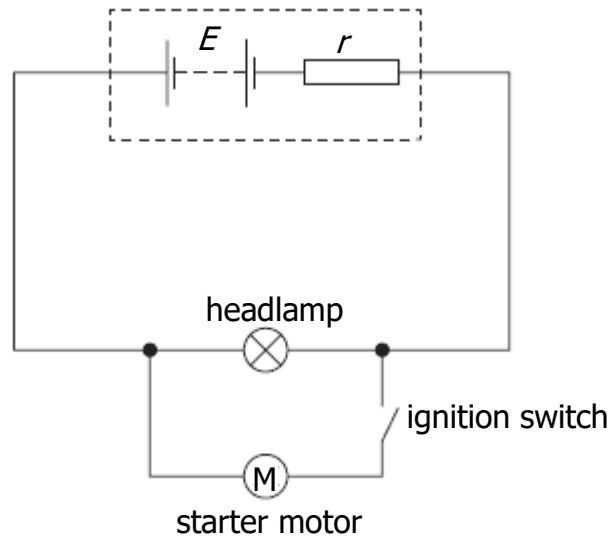 E r
headlamp
ignition switch
M
starter motor